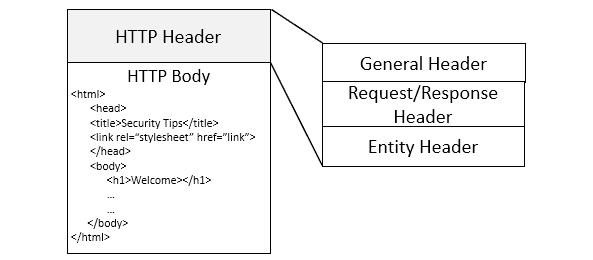 HTTP Header
HTTP Body
<html>
<head>
<title>Security Tips</title>
<link rel="stylesheet" href="link">
</head>
<body>
<h1>Welcome></h1>
...
...
</body>
</html>
General Header
Request/Response
Header
Entity Header